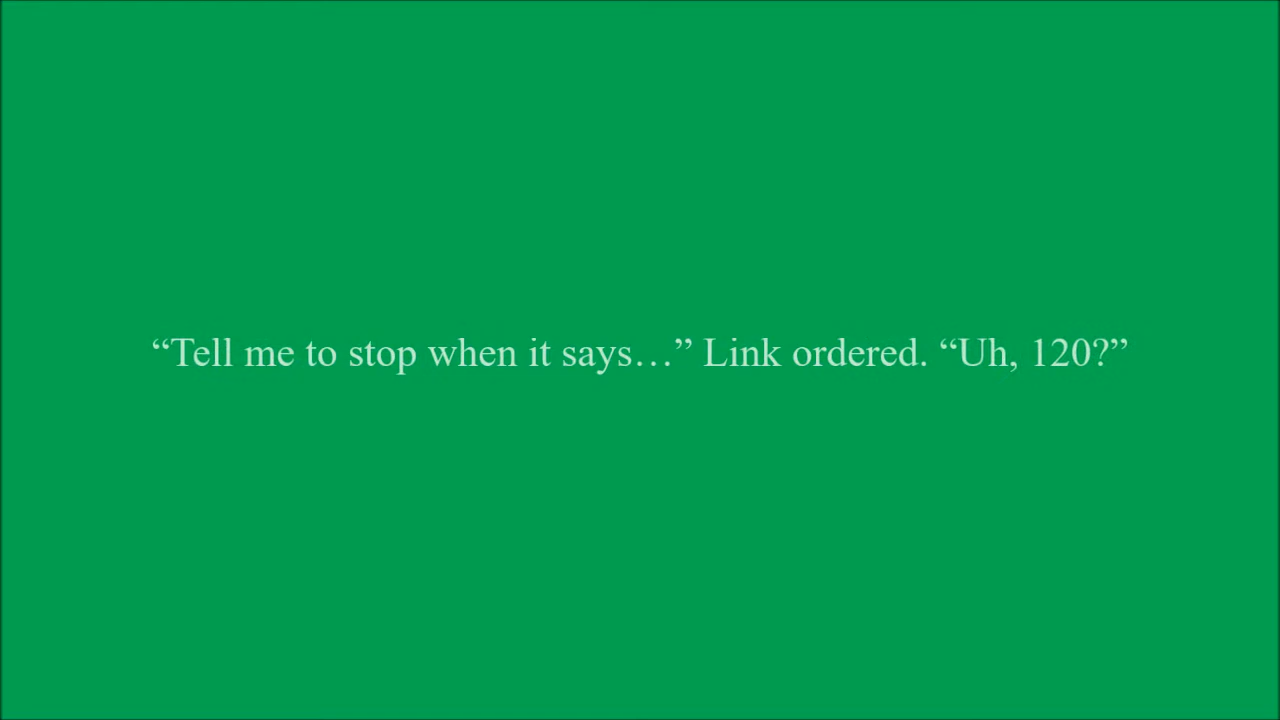 “Tell me to stop when it says…” Link ordered. “Uh, 120?”